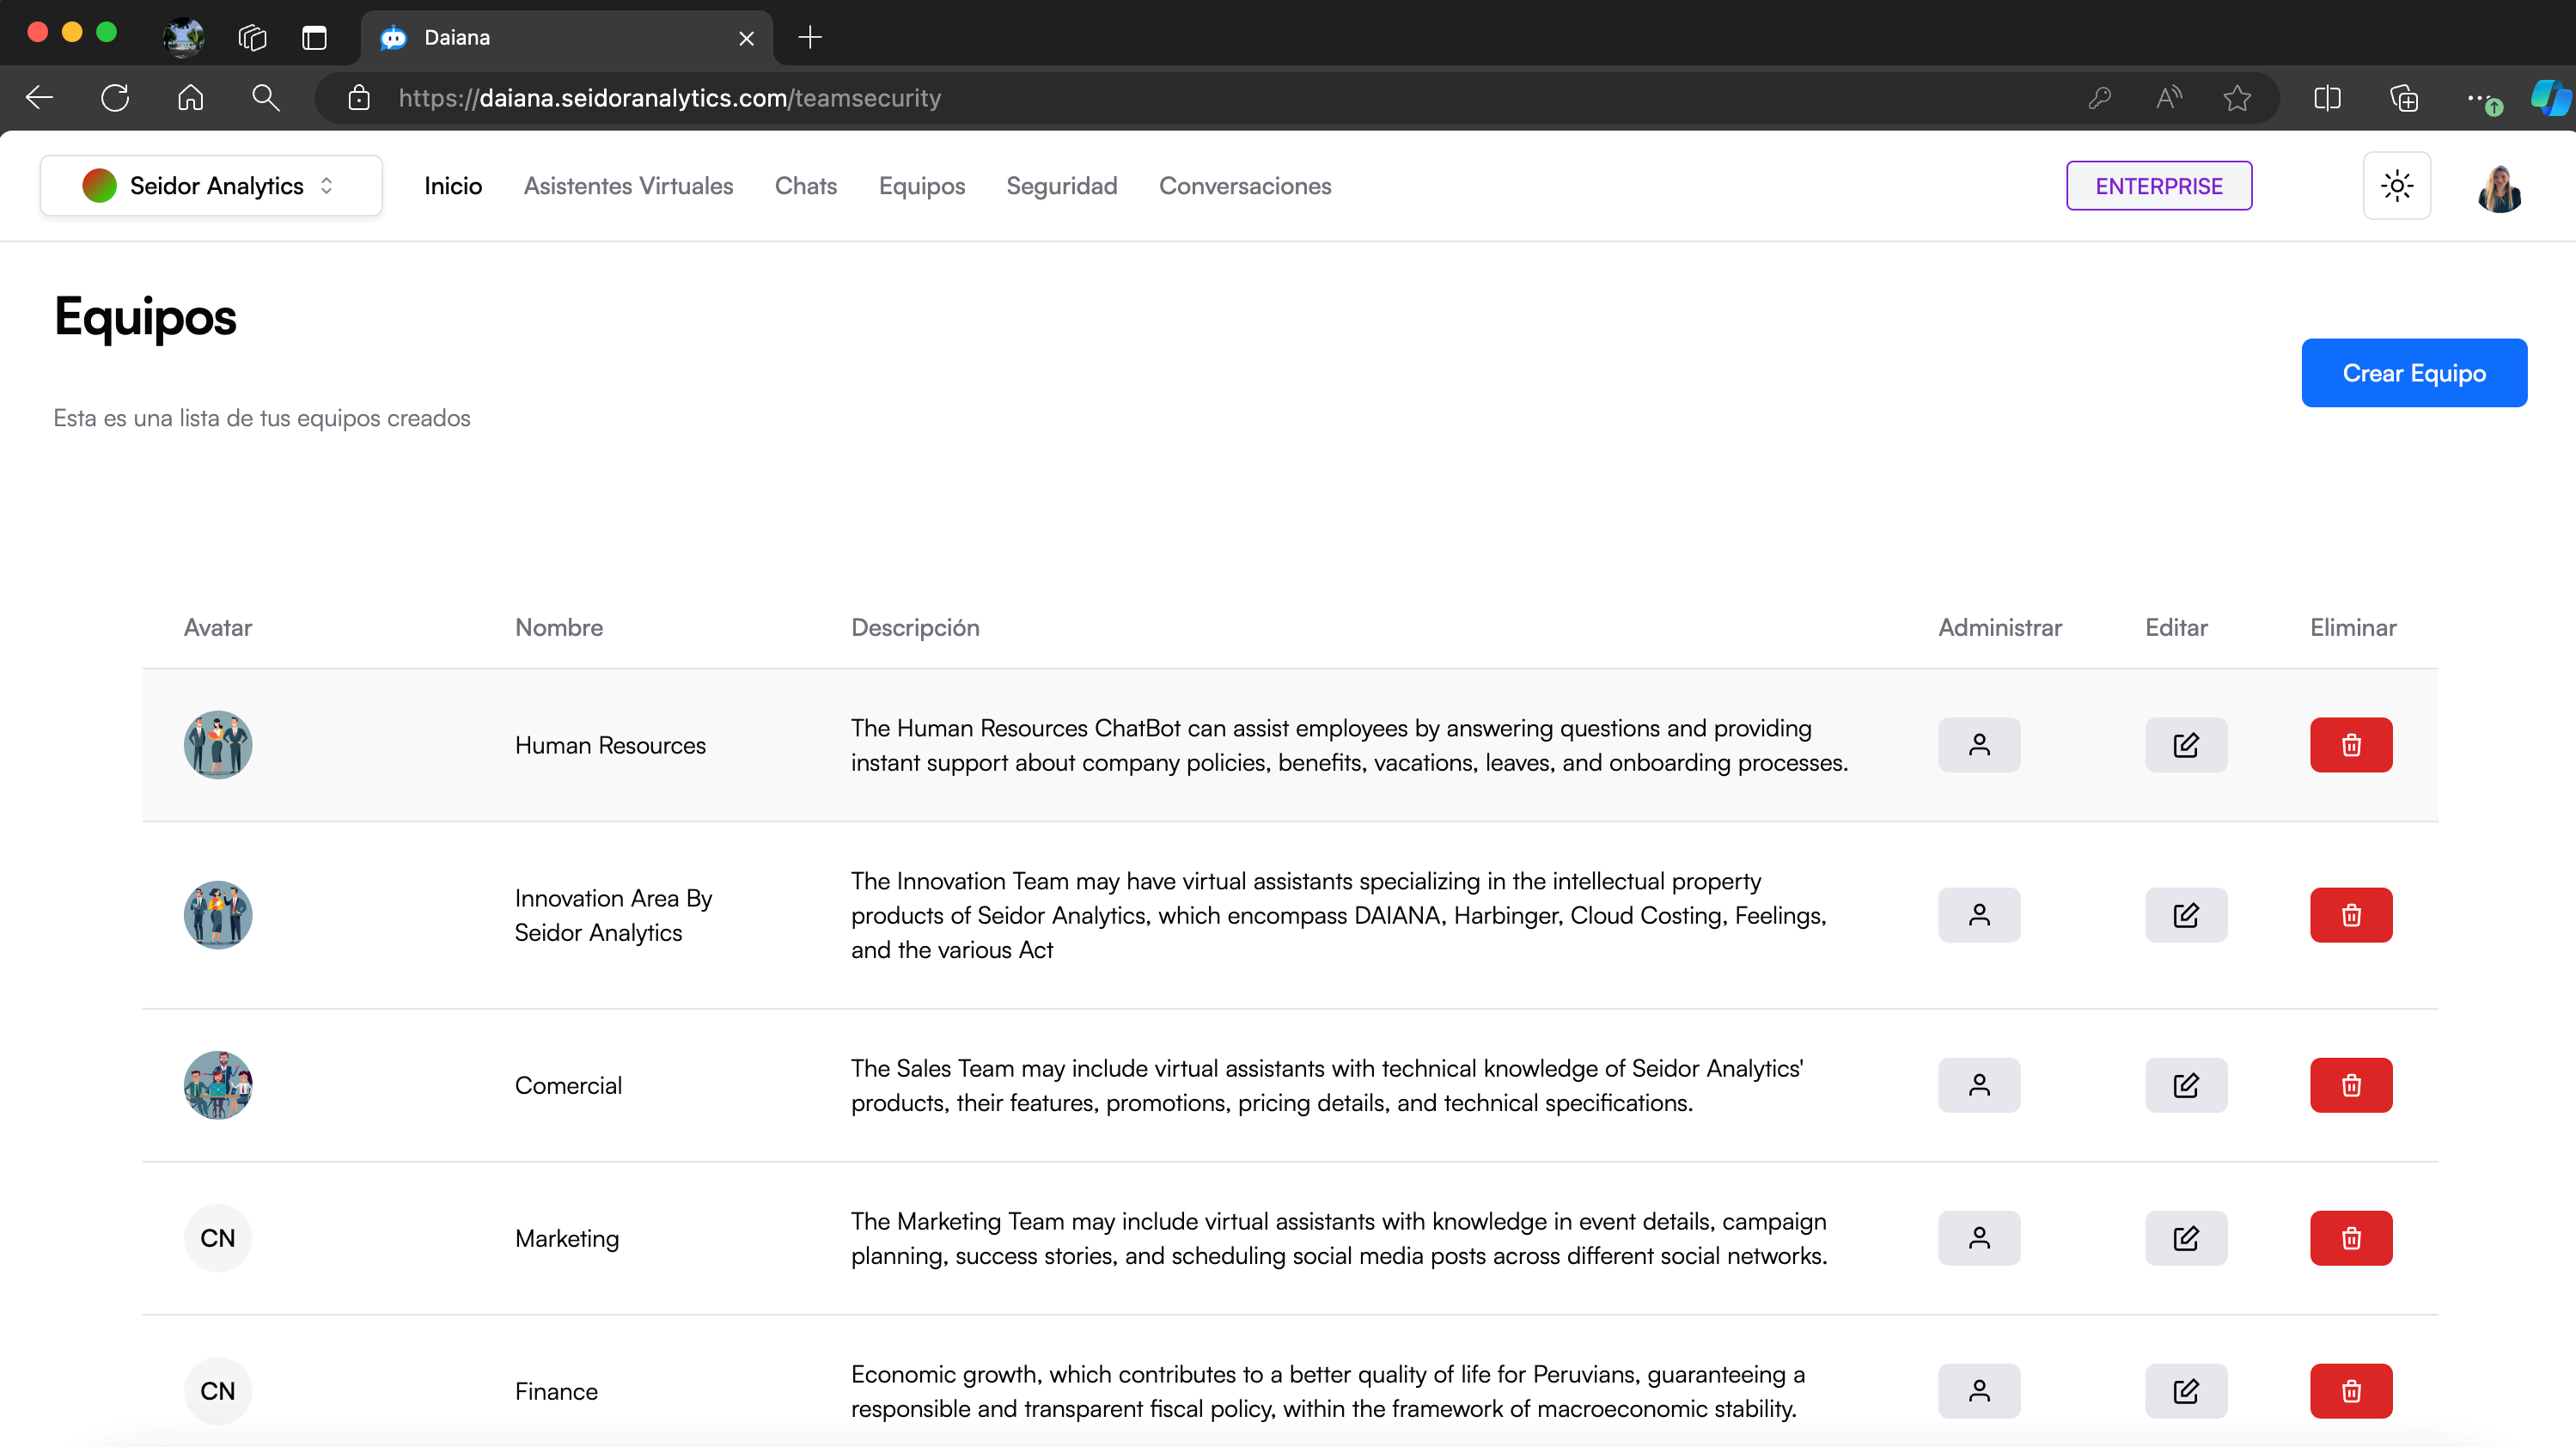 Daiana
https://daiana.seidoranalytics.com/teamsecurity
Seidor Analytics
Inicio
Asistentes Virtuales
Chats
Equipos
Seguridad
Conversaciones
ENTERPRISE
Equipos
Crear Equipo
Esta es una lista de tus equipos creados
Avatar
Nombre
Descripción
Administrar
Editar
Eliminar
Human Resources
The Human Resources ChatBot can assist employees by answering questions and providing
instant support about company policies, benefits, vacations, leaves, and onboarding processes.
Innovation Area By
Seidor Analytics
The Innovation Team may have virtual assistants specializing in the intellectual property
products of Seidor Analytics, which encompass DAIANA, Harbinger, Cloud Costing, Feelings,
and the various Act
Comercial
The Sales Team may include virtual assistants with technical knowledge of Seidor Analytics'
products, their features, promotions, pricing details, and technical specifications.
CN
Marketing
The Marketing Team may include virtual assistants with knowledge in event details, campaign
planning, success stories, and scheduling social media posts across different social networks.
CN
Finance
Economic growth, which contributes to a better quality of life for Peruvians, guaranteeing a
responsible and transparent fiscal policy, within the framework of macroeconomic stability.